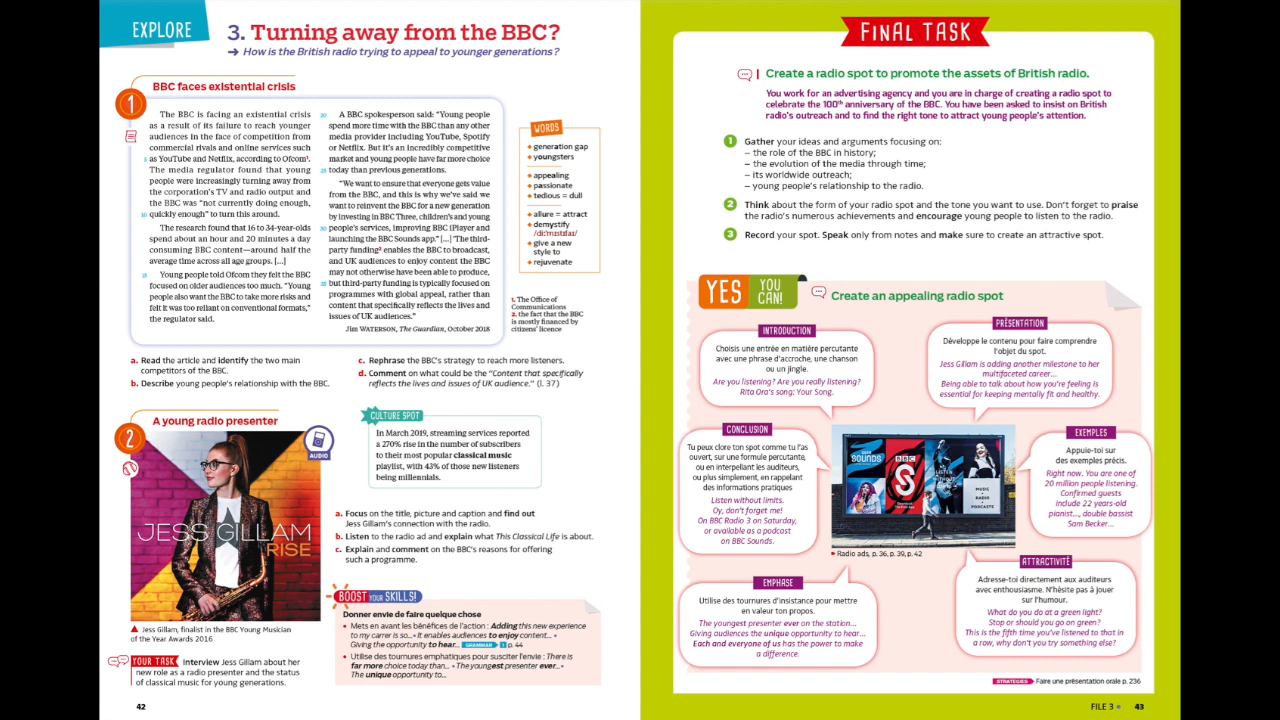 EXPLORE
3. Turning away from the BBC?
➔ How is the British radio trying to appeal to younger generations?
1
BBC faces existential crisis
The BBC is facing an existential crisis
as a result of its failure to reach younger
audiences in the face of competition from
commercial rivals and online services such
5 as YouTube and Netflix, according to Ofcom¹.
The media regulator found that young
people were increasingly turning away from
the corporation's TV and radio output and
the BBC was "not currently doing enough,
10 quickly enough" to turn this around.
The research found that 16 to 34-year-olds
spend about an hour and 20 minutes a day
consuming BBC content—around half the
average time across all age groups. [...]
15 Young people told Ofcom they felt the BBC
focused on older audiences too much. "Young
people also want the BBC to take more risks and
felt it was too reliant on conventional formats,"
the regulator said.
20 A BBC spokesperson said: "Young people
spend more time with the BBC than any other
media provider including YouTube, Spotify
or Netflix. But it's an incredibly competitive
market and young people have far more choice
25 today than previous generations.
"We want to ensure that everyone gets value
from the BBC, and this is why we've said we
want to reinvent the BBC for a new generation
by investing in BBC Three, children's and young
30 people's services, improving BBC iPlayer and
launching the BBC Sounds app." [...] "The third-
party funding² enables the BBC to broadcast,
and UK audiences to enjoy content the BBC
may not otherwise have been able to produce,
35 but third-party funding is typically focused on
programmes with global appeal, rather than
content that specifically reflects the lives and
issues of UK audiences."
Jim WATERSON, The Guardian, October 2018
WORDS
generation gap
youngsters
appealing
passionate
tedious = dull
allure = attract
demystify
/diːˈmɪstɪfaɪ/
give a new
style to
rejuvenate
1. The Office of
Communications
2. the fact that the BBC
is mostly financed by
citizens' licence
a. Read the article and identify the two main
competitors of the BBC.
b. Describe young people's relationship with the BBC.
c. Rephrase the BBC's strategy to reach more listeners.
d. Comment on what could be the "Content that specifically
reflects the lives and issues of UK audience." (l. 37)
2
A young radio presenter
AUDIO
JESS GILLAM
RISE
▲ Jess Gillam, finalist in the BBC Young Musician
of the Year Awards 2016
YOUR TASK Interview Jess Gillam about her
new role as a radio presenter and the status
of classical music for young generations.
CULTURE SPOT
In March 2019, streaming services reported
a 270% rise in the number of subscribers
to their most popular classical music
playlist, with 43% of those new listeners
being millennials.
a. Focus on the title, picture and caption and find out
Jess Gillam's connection with the radio.
b. Listen to the radio ad and explain what This Classical Life is about.
c. Explain and comment on the BBC's reasons for offering
such a programme.
BOOST YOUR SKILLS!
Donner envie de faire quelque chose
• Mets en avant les bénéfices de l'action : Adding this new experience
to my carrer is so... • It enables audiences to enjoy content... •
Giving the opportunity to hear... GRAMMAR p. 44
• Utilise des tournures emphatiques pour susciter l'envie : There is
far more choice today than... • The youngest presenter ever... •
The unique opportunity to...
42
FINAL TASK
Create a radio spot to promote the assets of British radio.
You work for an advertising agency and you are in charge of creating a radio spot to
celebrate the 100th anniversary of the BBC. You have been asked to insist on British
radio's outreach and to find the right tone to attract young people's attention.
1 Gather your ideas and arguments focusing on:
– the role of the BBC in history;
– the evolution of the media through time;
– its worldwide outreach;
– young people's relationship to the radio.
2 Think about the form of your radio spot and the tone you want to use. Don't forget to praise
the radio's numerous achievements and encourage young people to listen to the radio.
3 Record your spot. Speak only from notes and make sure to create an attractive spot.
YES YOU CAN!
Create an appealing radio spot
INTRODUCTION
Choisis une entrée en matière percutante
avec une phrase d'accroche, une chanson
ou un jingle.
Are you listening? Are you really listening?
Rita Ora's song: Your Song.
PRÉSENTATION
Développe le contenu pour faire comprendre
l'objet du spot.
Jess Gillam is adding another milestone to her
multifaceted career...
Being able to talk about how you're feeling is
essential for keeping mentally fit and healthy.
CONCLUSION
Tu peux clore ton spot comme tu l'as
ouvert, sur une formule percutante,
ou en interpellant les auditeurs,
ou plus simplement, en rappelant
des informations pratiques
Listen without limits.
Oy, don't forget me!
On BBC Radio 3 on Saturday,
or available as a podcast
on BBC Sounds.
SOUNDS
BBC
LISTEN
WITHOUT
MUSIC
RADIO
PODCASTS
• Radio ads, p. 36, p. 39, p. 42
EXEMPLES
Appuie-toi sur
des exemples précis.
Right now. You are one of
20 million people listening.
Confirmed guests
include 22 years-old
pianist..., double bassist
Sam Becker...
EMPHASE
Utilise des tournures d'insistance pour mettre
en valeur ton propos.
The youngest presenter ever on the station...
Giving audiences the unique opportunity to hear...
Each and everyone of us has the power to make
a difference.
ATTRACTIVITÉ
Adresse-toi directement aux auditeurs
avec enthousiasme. N'hésite pas à jouer
sur l'humour.
What do you do at a green light?
Stop or should you go on green?
This is the fifth time you've listened to that in
a row, why don't you try something else?
STRATÉGIES Faire une présentation orale p. 236
FILE 3 • 43